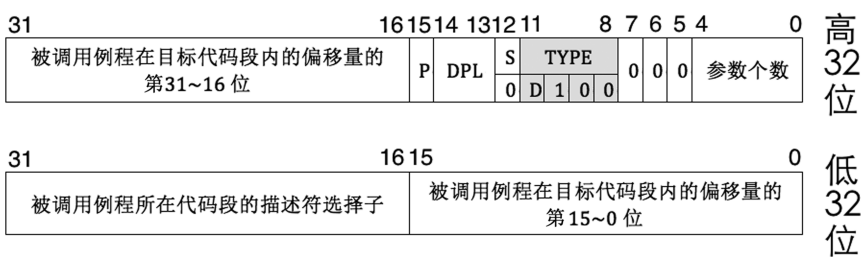 31 16 15 14 13 12 11 8 7 6 5 4 0
被调用例程在目标代码段内的偏移量的
第31~16 位
P DPL S TYPE 0 0 0 参数个数
0 D 1 0 0
高32位
31 16 15 0
被调用例程所在代码段的描述符选择子
被调用例程在目标代码段内的偏移量的
第15~0 位
低32位